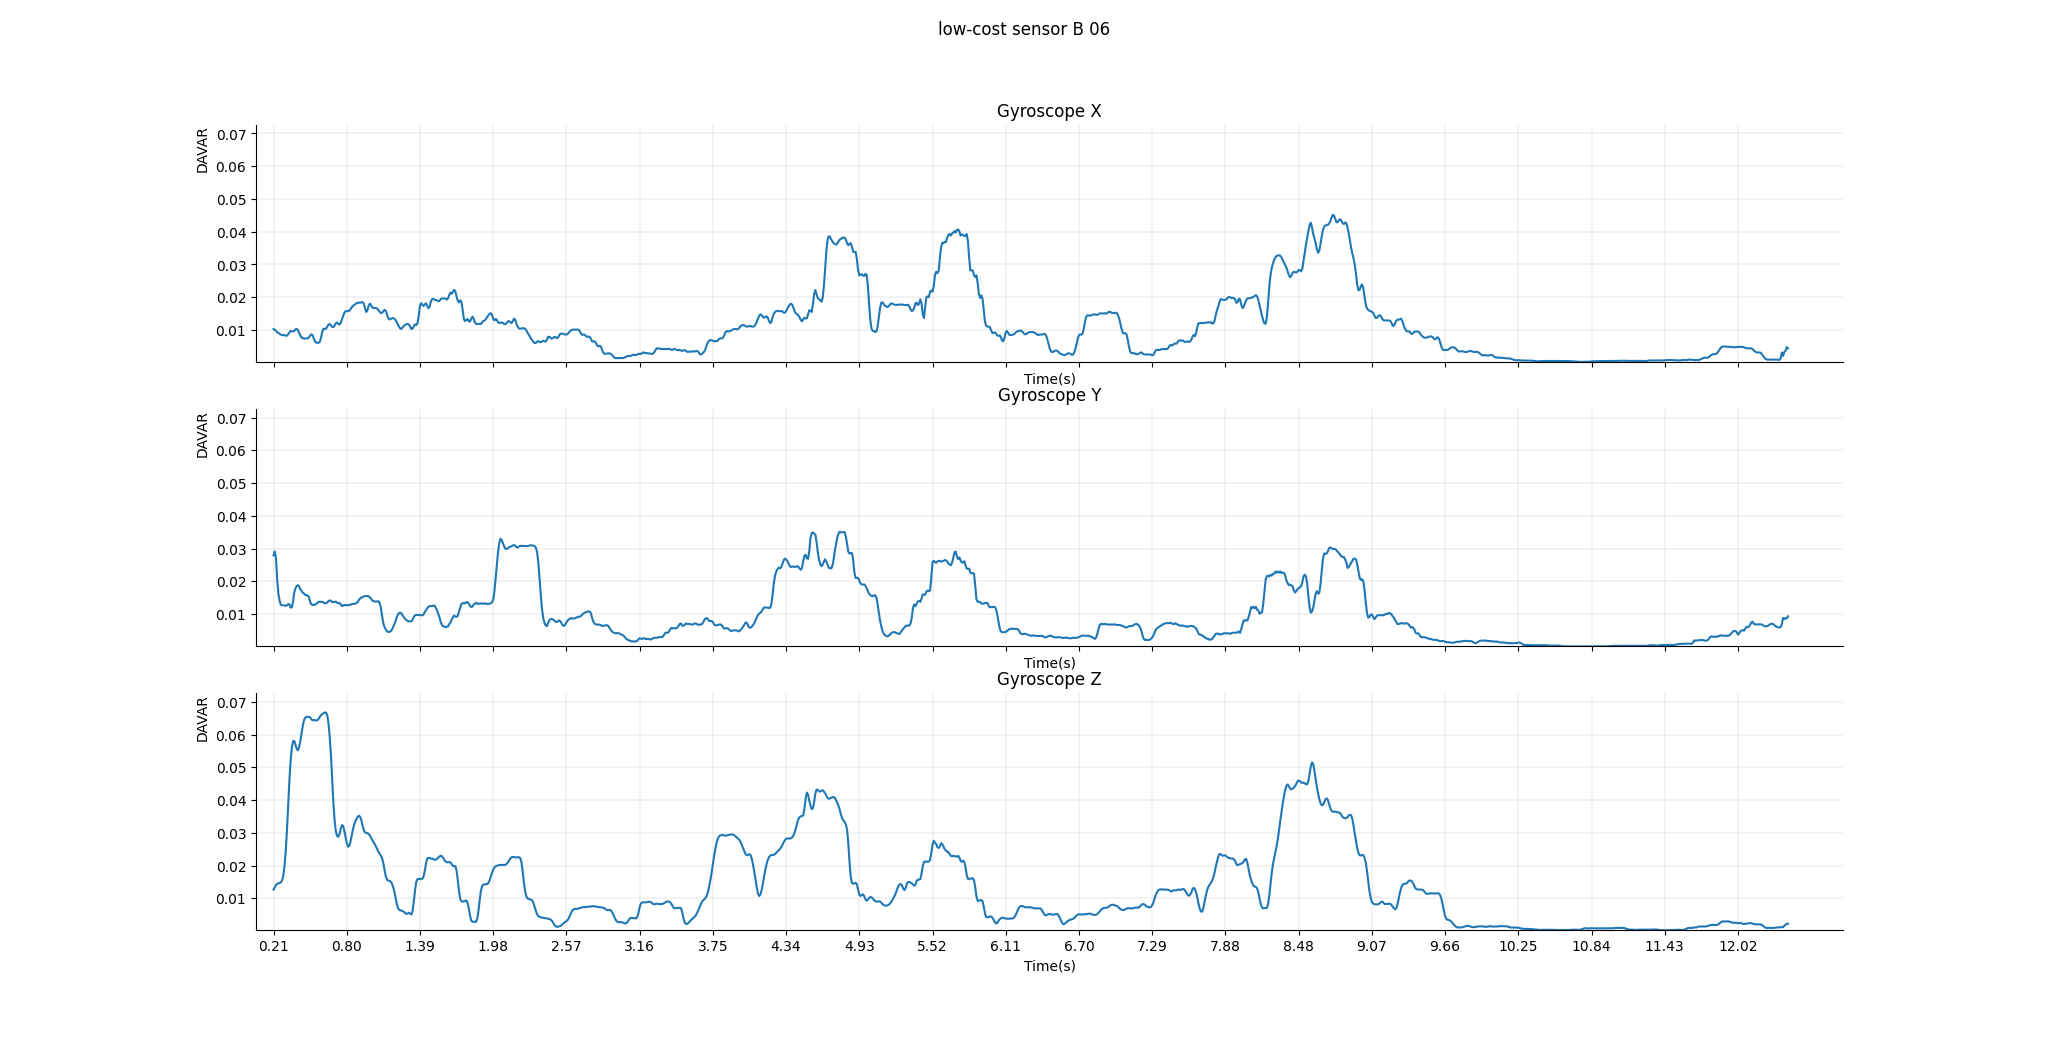 low-cost sensor B 06
Gyroscope X
DAVAR
0.07
0.06
0.05
0.04
0.03
0.02
0.01
Time(s)
Gyroscope Y
DAVAR
0.07
0.06
0.05
0.04
0.03
0.02
0.01
Time(s)
Gyroscope Z
DAVAR
0.07
0.06
0.05
0.04
0.03
0.02
0.01
0.21 0.80 1.39 1.98 2.57 3.16 3.75 4.34 4.93 5.52 6.11 6.70 7.29 7.88 8.48 9.07 9.66 10.25 10.84 11.43 12.02
Time(s)